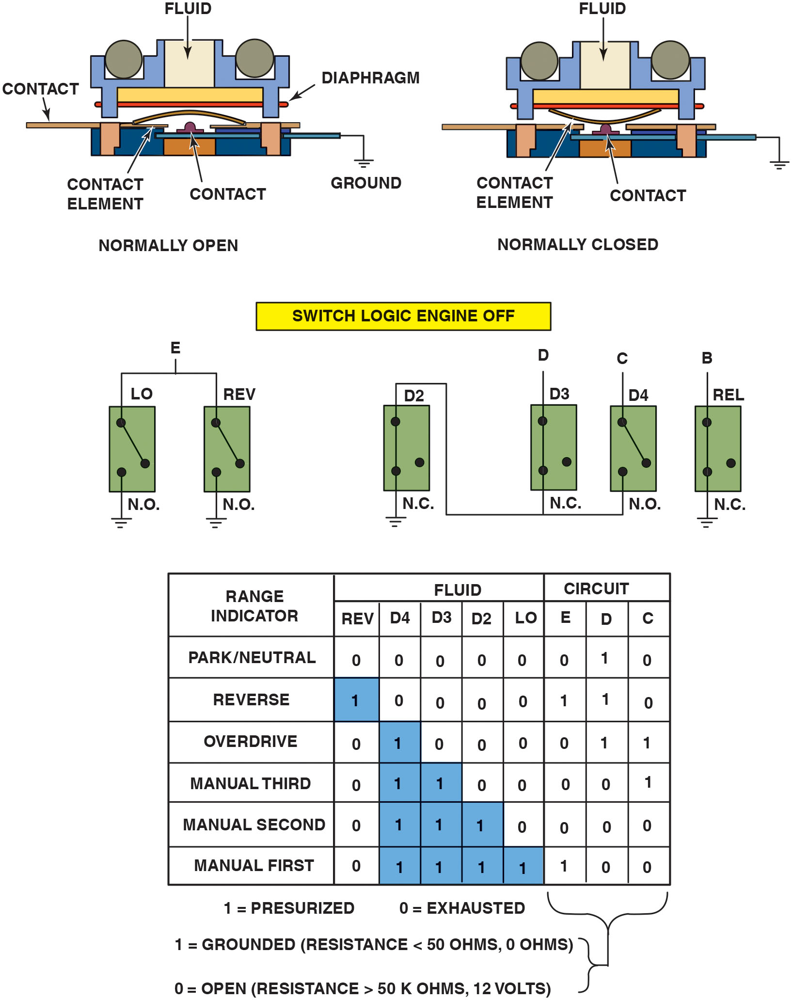 FLUID
FLUID
CONTACT
DIAPHRAGM
CONTACT
ELEMENT
CONTACT
GROUND
CONTACT
ELEMENT
CONTACT
NORMALLY OPEN
NORMALLY CLOSED
SWITCH LOGIC ENGINE OFF
E
D
C
B
LO
REV
D2
D3
D4
REL
N.O.
N.O.
N.C.
N.C.
N.O.
N.C.
RANGE
INDICATOR
FLUID
CIRCUIT
REV D4 D3 D2 LO E D C
PARK/NEUTRAL 0 0 0 0 0 0 1 0
REVERSE 1 0 0 0 0 1 1 0
OVERDRIVE 0 1 0 0 0 0 1 1
MANUAL THIRD 0 1 1 0 0 0 0 1
MANUAL SECOND 0 1 1 1 0 0 0 0
MANUAL FIRST 0 1 1 1 1 1 0 0
1 = PRESURIZED 0 = EXHAUSTED
1 = GROUNDED (RESISTANCE < 50 OHMS, 0 OHMS)
0 = OPEN (RESISTANCE > 50 K OHMS, 12 VOLTS)